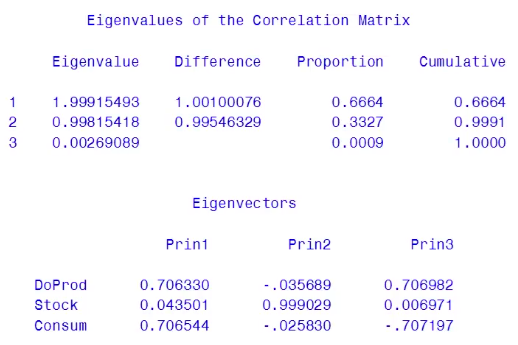 Eigenvalues of the Correlation Matrix
Eigenvalue Difference Proportion Cumulative
1 1.99915493 1.00100076 0.6664 0.6664
2 0.99815418 0.99546329 0.3327 0.9991
3 0.00269089 0.0009 1.0000
Eigenvectors
Prin1 Prin2 Prin3
DoProd 0.706330 -.035689 0.706982
Stock 0.043501 0.999029 0.006971
Consum 0.706544 -.025830 -.707197